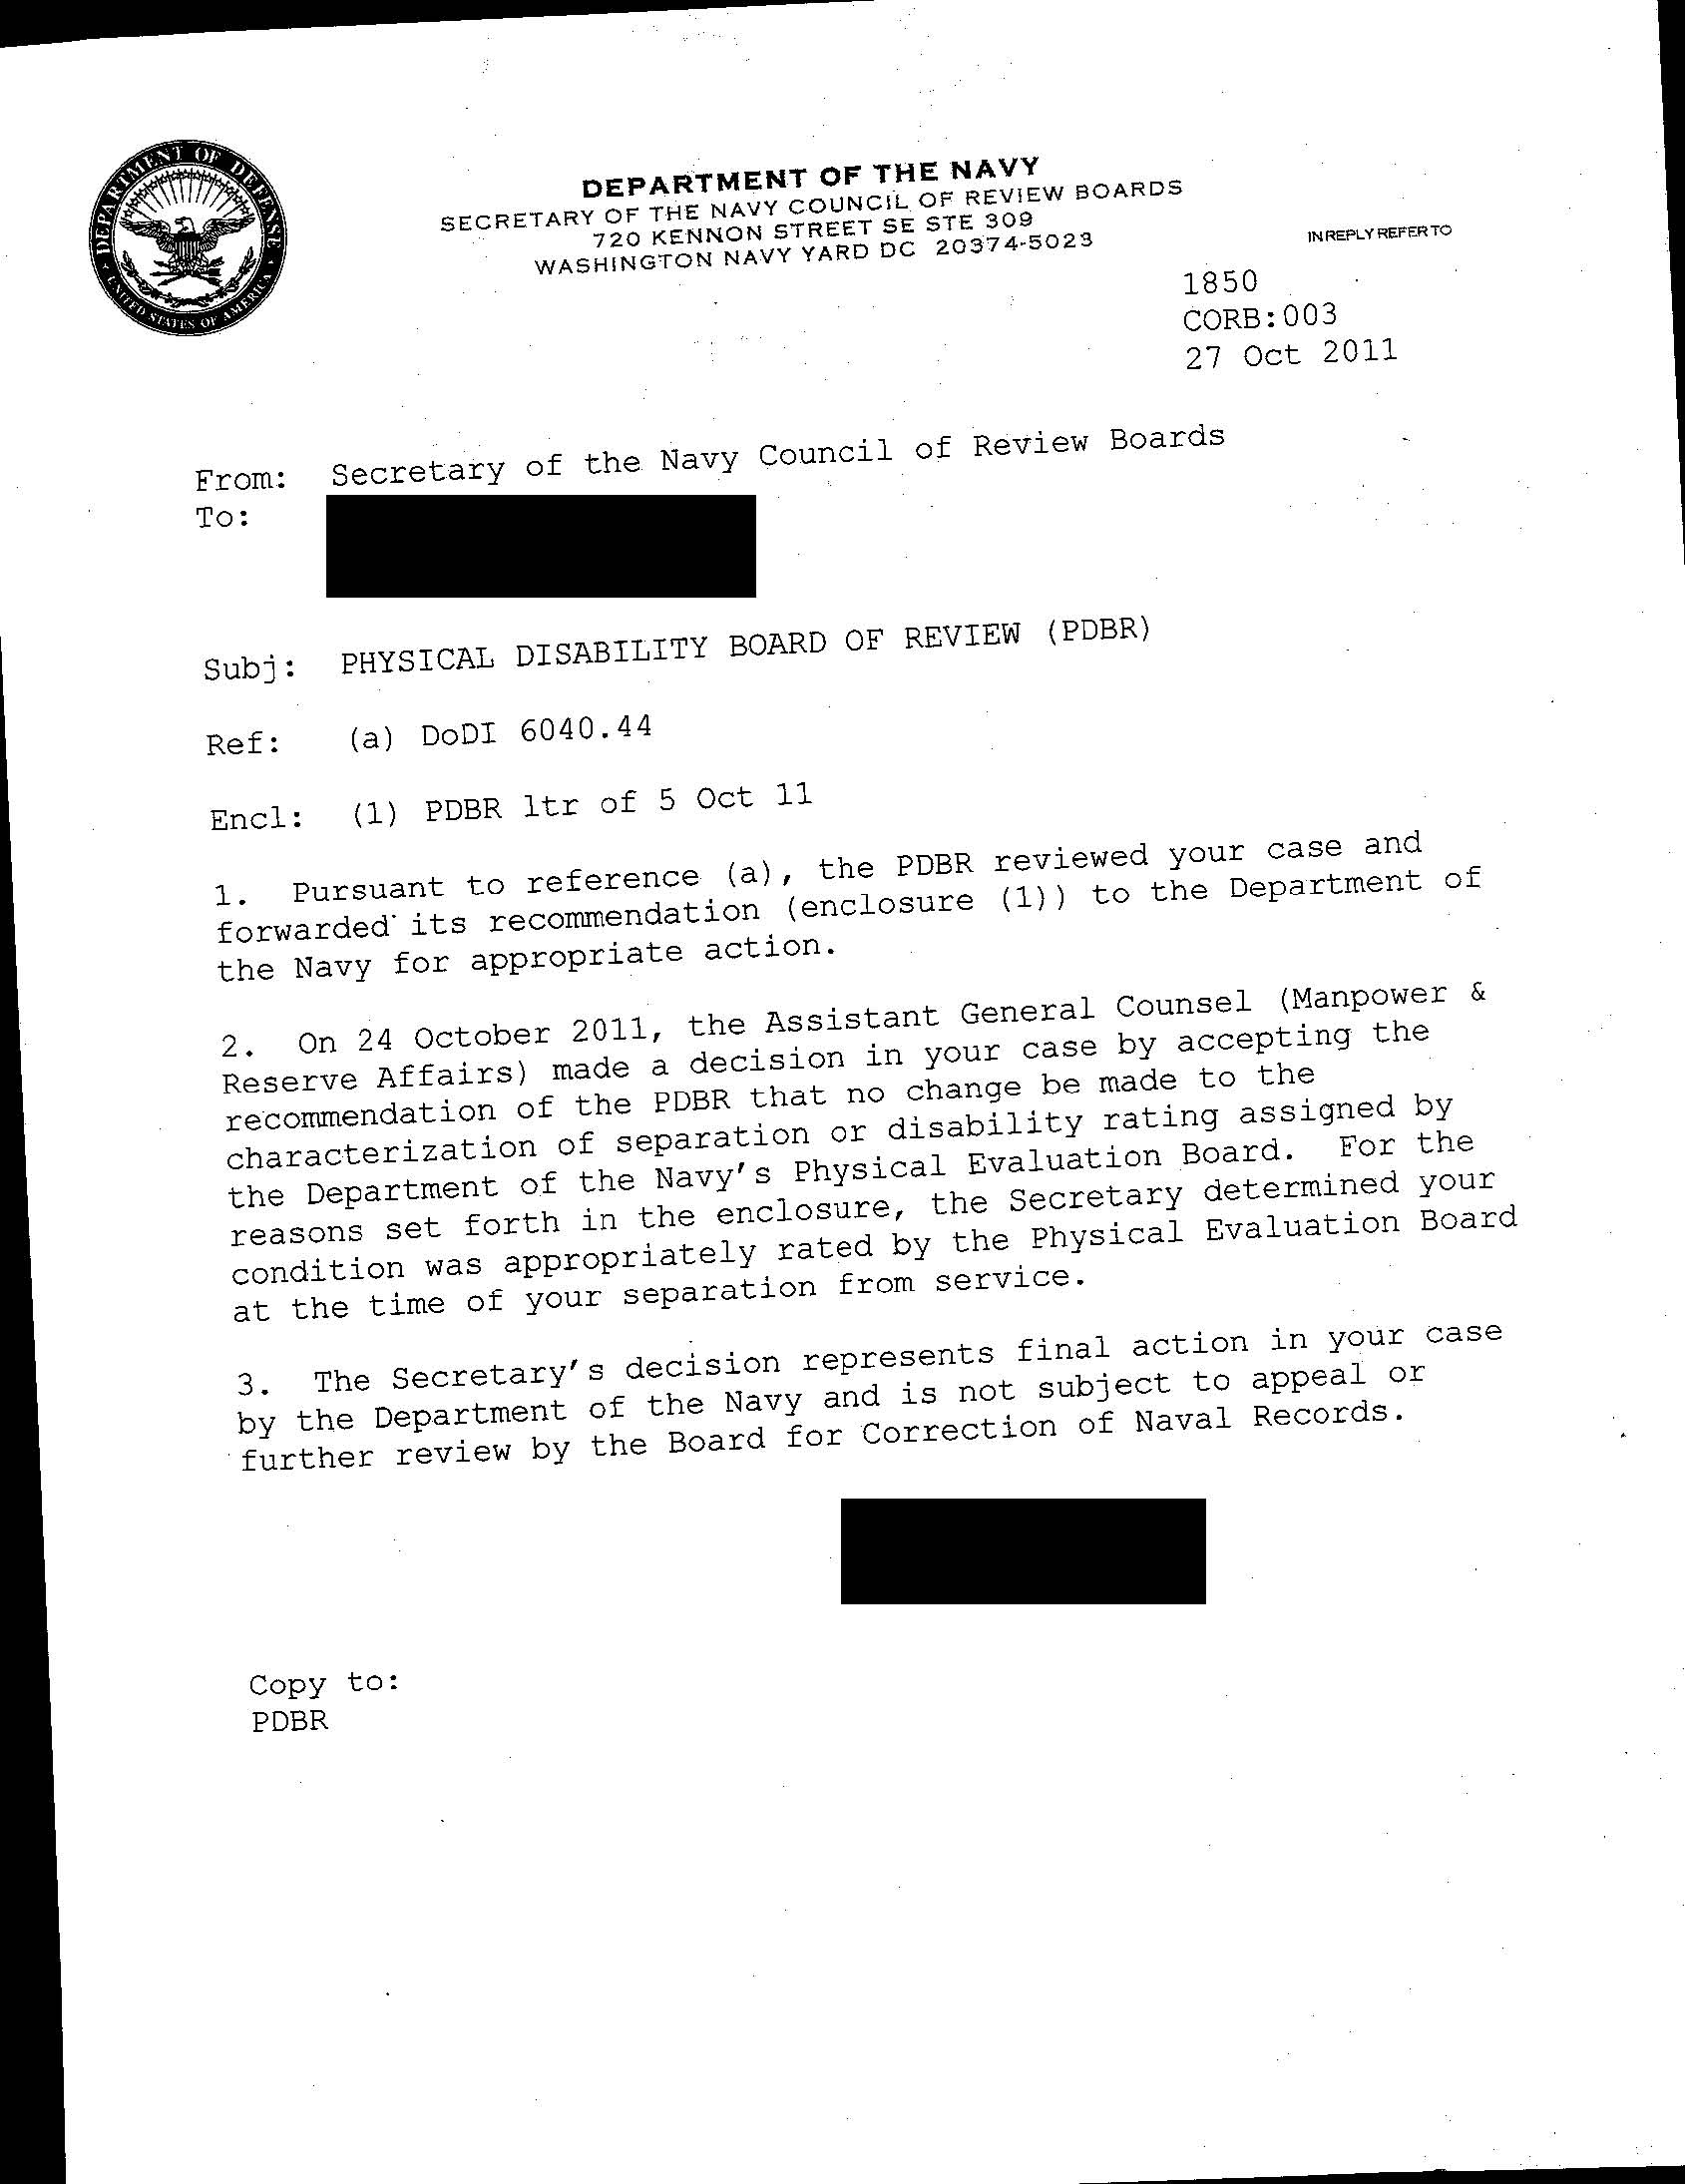 DEPARTMENT OF DEFENSE
UNITED STATES OF AMERICA
DEPARTMENT OF THE NAVY
SECRETARY OF THE NAVY COUNCIL OF REVIEW BOARDS
720 KENNON STREET SE STE 309
WASHINGTON NAVY YARD DC 20374-5023
IN REPLY REFER TO
1850
CORB:003
27 Oct 2011
From: Secretary of the Navy Council of Review Boards
To:
Subj: PHYSICAL DISABILITY BOARD OF REVIEW (PDBR)
Ref: (a) DoDI 6040.44
Encl: (1) PDBR ltr of 5 Oct 11
1. Pursuant to reference (a), the PDBR reviewed your case and
forwarded its recommendation (enclosure (1)) to the Department of
the Navy for appropriate action.
2. On 24 October 2011, the Assistant General Counsel (Manpower &
Reserve Affairs) made a decision in your case by accepting the
recommendation of the PDBR that no change be made to the
characterization of separation or disability rating assigned by
the Department of the Navy's Physical Evaluation Board. For the
reasons set forth in the enclosure, the Secretary determined your
condition was appropriately rated by the Physical Evaluation Board
at the time of your separation from service.
3. The Secretary's decision represents final action in your case
by the Department of the Navy and is not subject to appeal or
further review by the Board for Correction of Naval Records.
Copy to:
PDBR